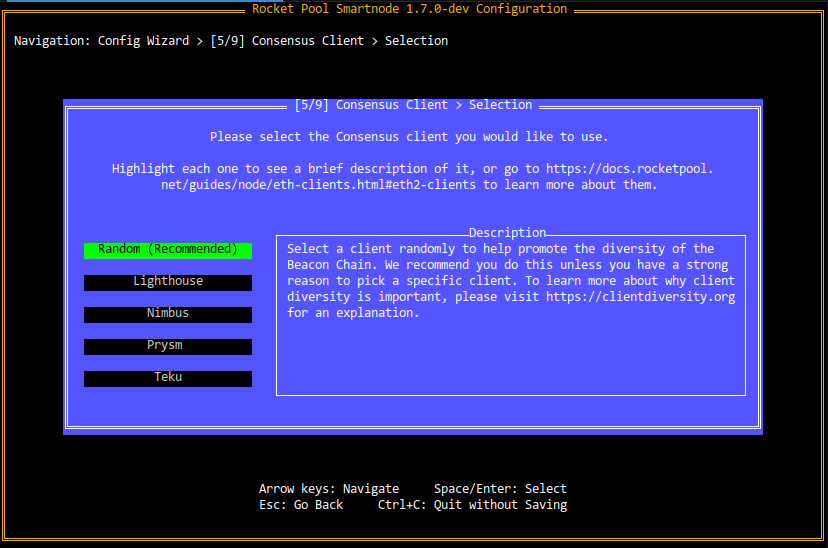 Rocket Pool Smartnode 1.7.0-dev Configuration
Navigation: Config Wizard > [5/9] Consensus Client > Selection
[5/9] Consensus Client > Selection
Please select the Consensus client you would like to use.
Highlight each one to see a brief description of it, or go to https://docs.rocketpool.
net/guides/node/eth-clients.html#eth2-clients to learn more about them.
Random (Recommended)
Lighthouse
Nimbus
Prysm
Teku
Description
Select a client randomly to help promote the diversity of the
Beacon Chain. We recommend you do this unless you have a strong
reason to pick a specific client. To learn more about why client
diversity is important, please visit https://clientdiversity.org
for an explanation.
Arrow keys: Navigate     Space/Enter: Select
Esc: Go Back     Ctrl+C: Quit without Saving